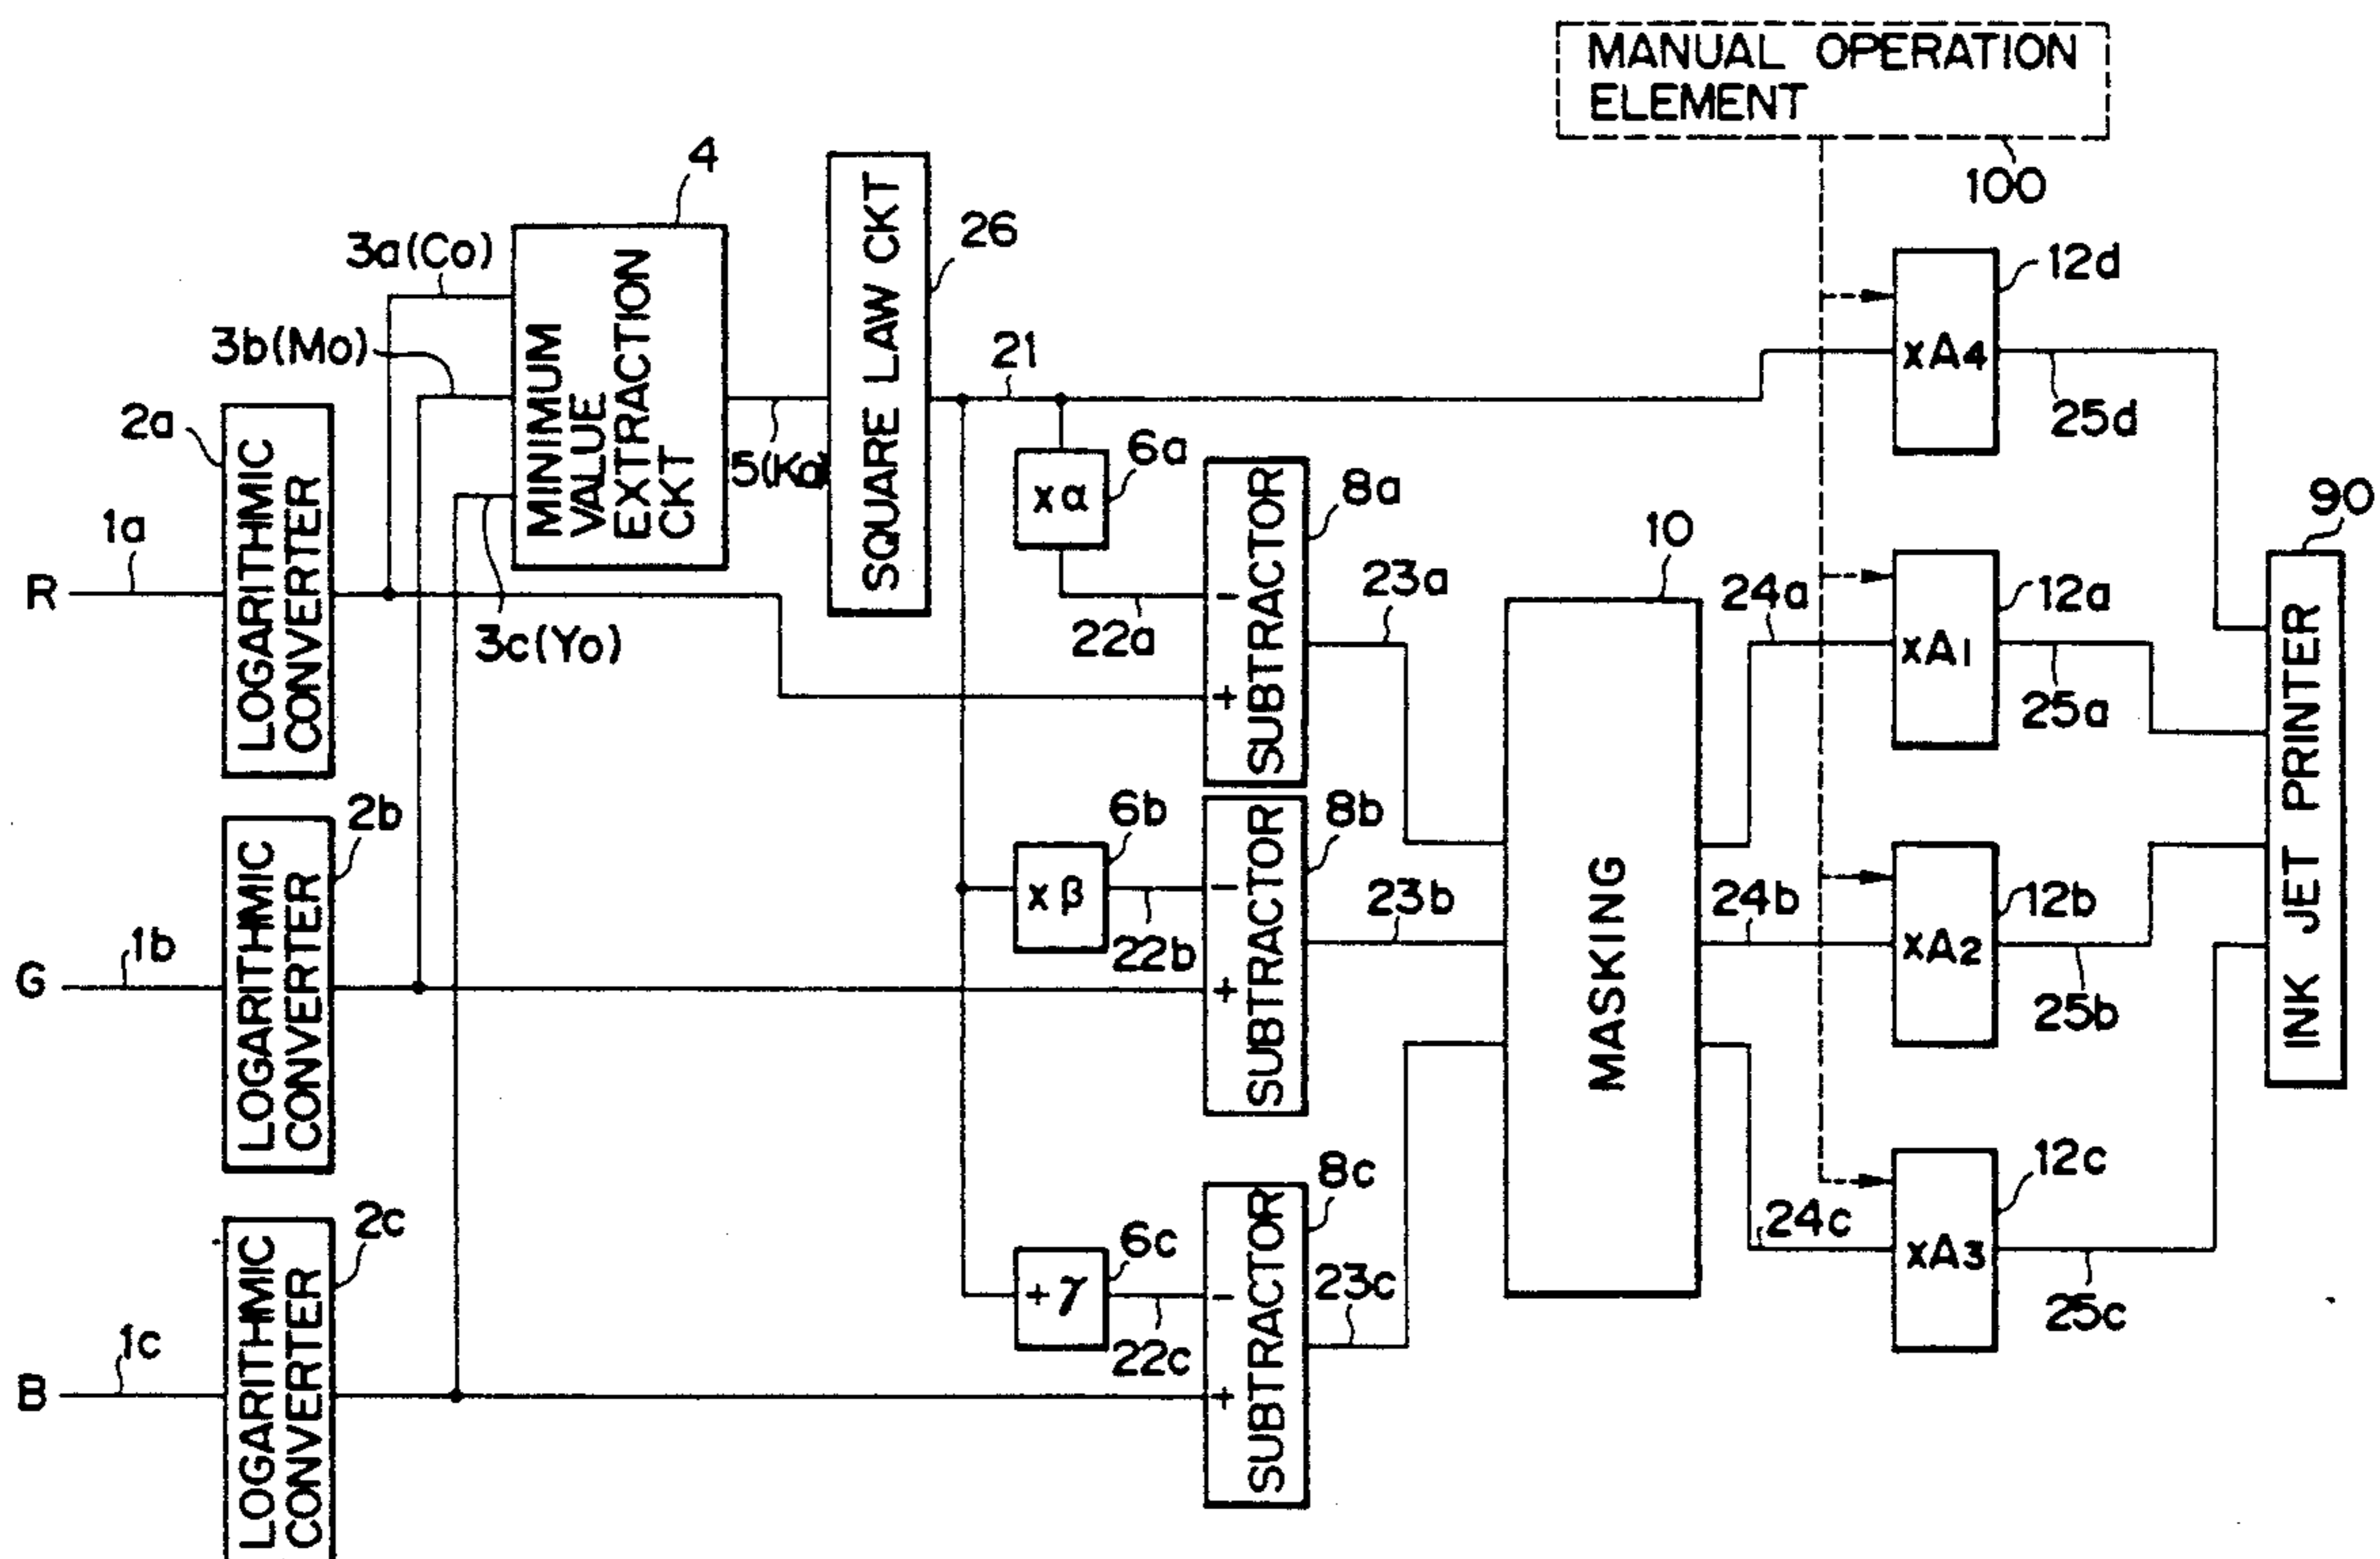 MANUAL OPERATION
ELEMENT
100
4
SQUARE LAW CKT
26
3a(Co)
MINIMUM
VALUE
EXTRACTION
CKT
12d
3b(Mo)
21
xA4
2a
25d
LOGARITHMIC
CONVERTER
5(Ko)
6a
xα
SUBTRACTOR
8a
90
1a
10
R
23a
24a
12a
3c(Yo)
22a
-
xA1
+
25a
INK JET PRINTER
2b
LOGARITHMIC
CONVERTER
6b
SUBTRACTOR
8b
MASKING
xβ
-
23b
24b
12b
1b
22b
xA2
G
+
25b
2c
LOGARITHMIC
CONVERTER
SUBTRACTOR
8c
12c
6c
24c
+γ
-
23c
xA3
1c
22c
25c
B
+